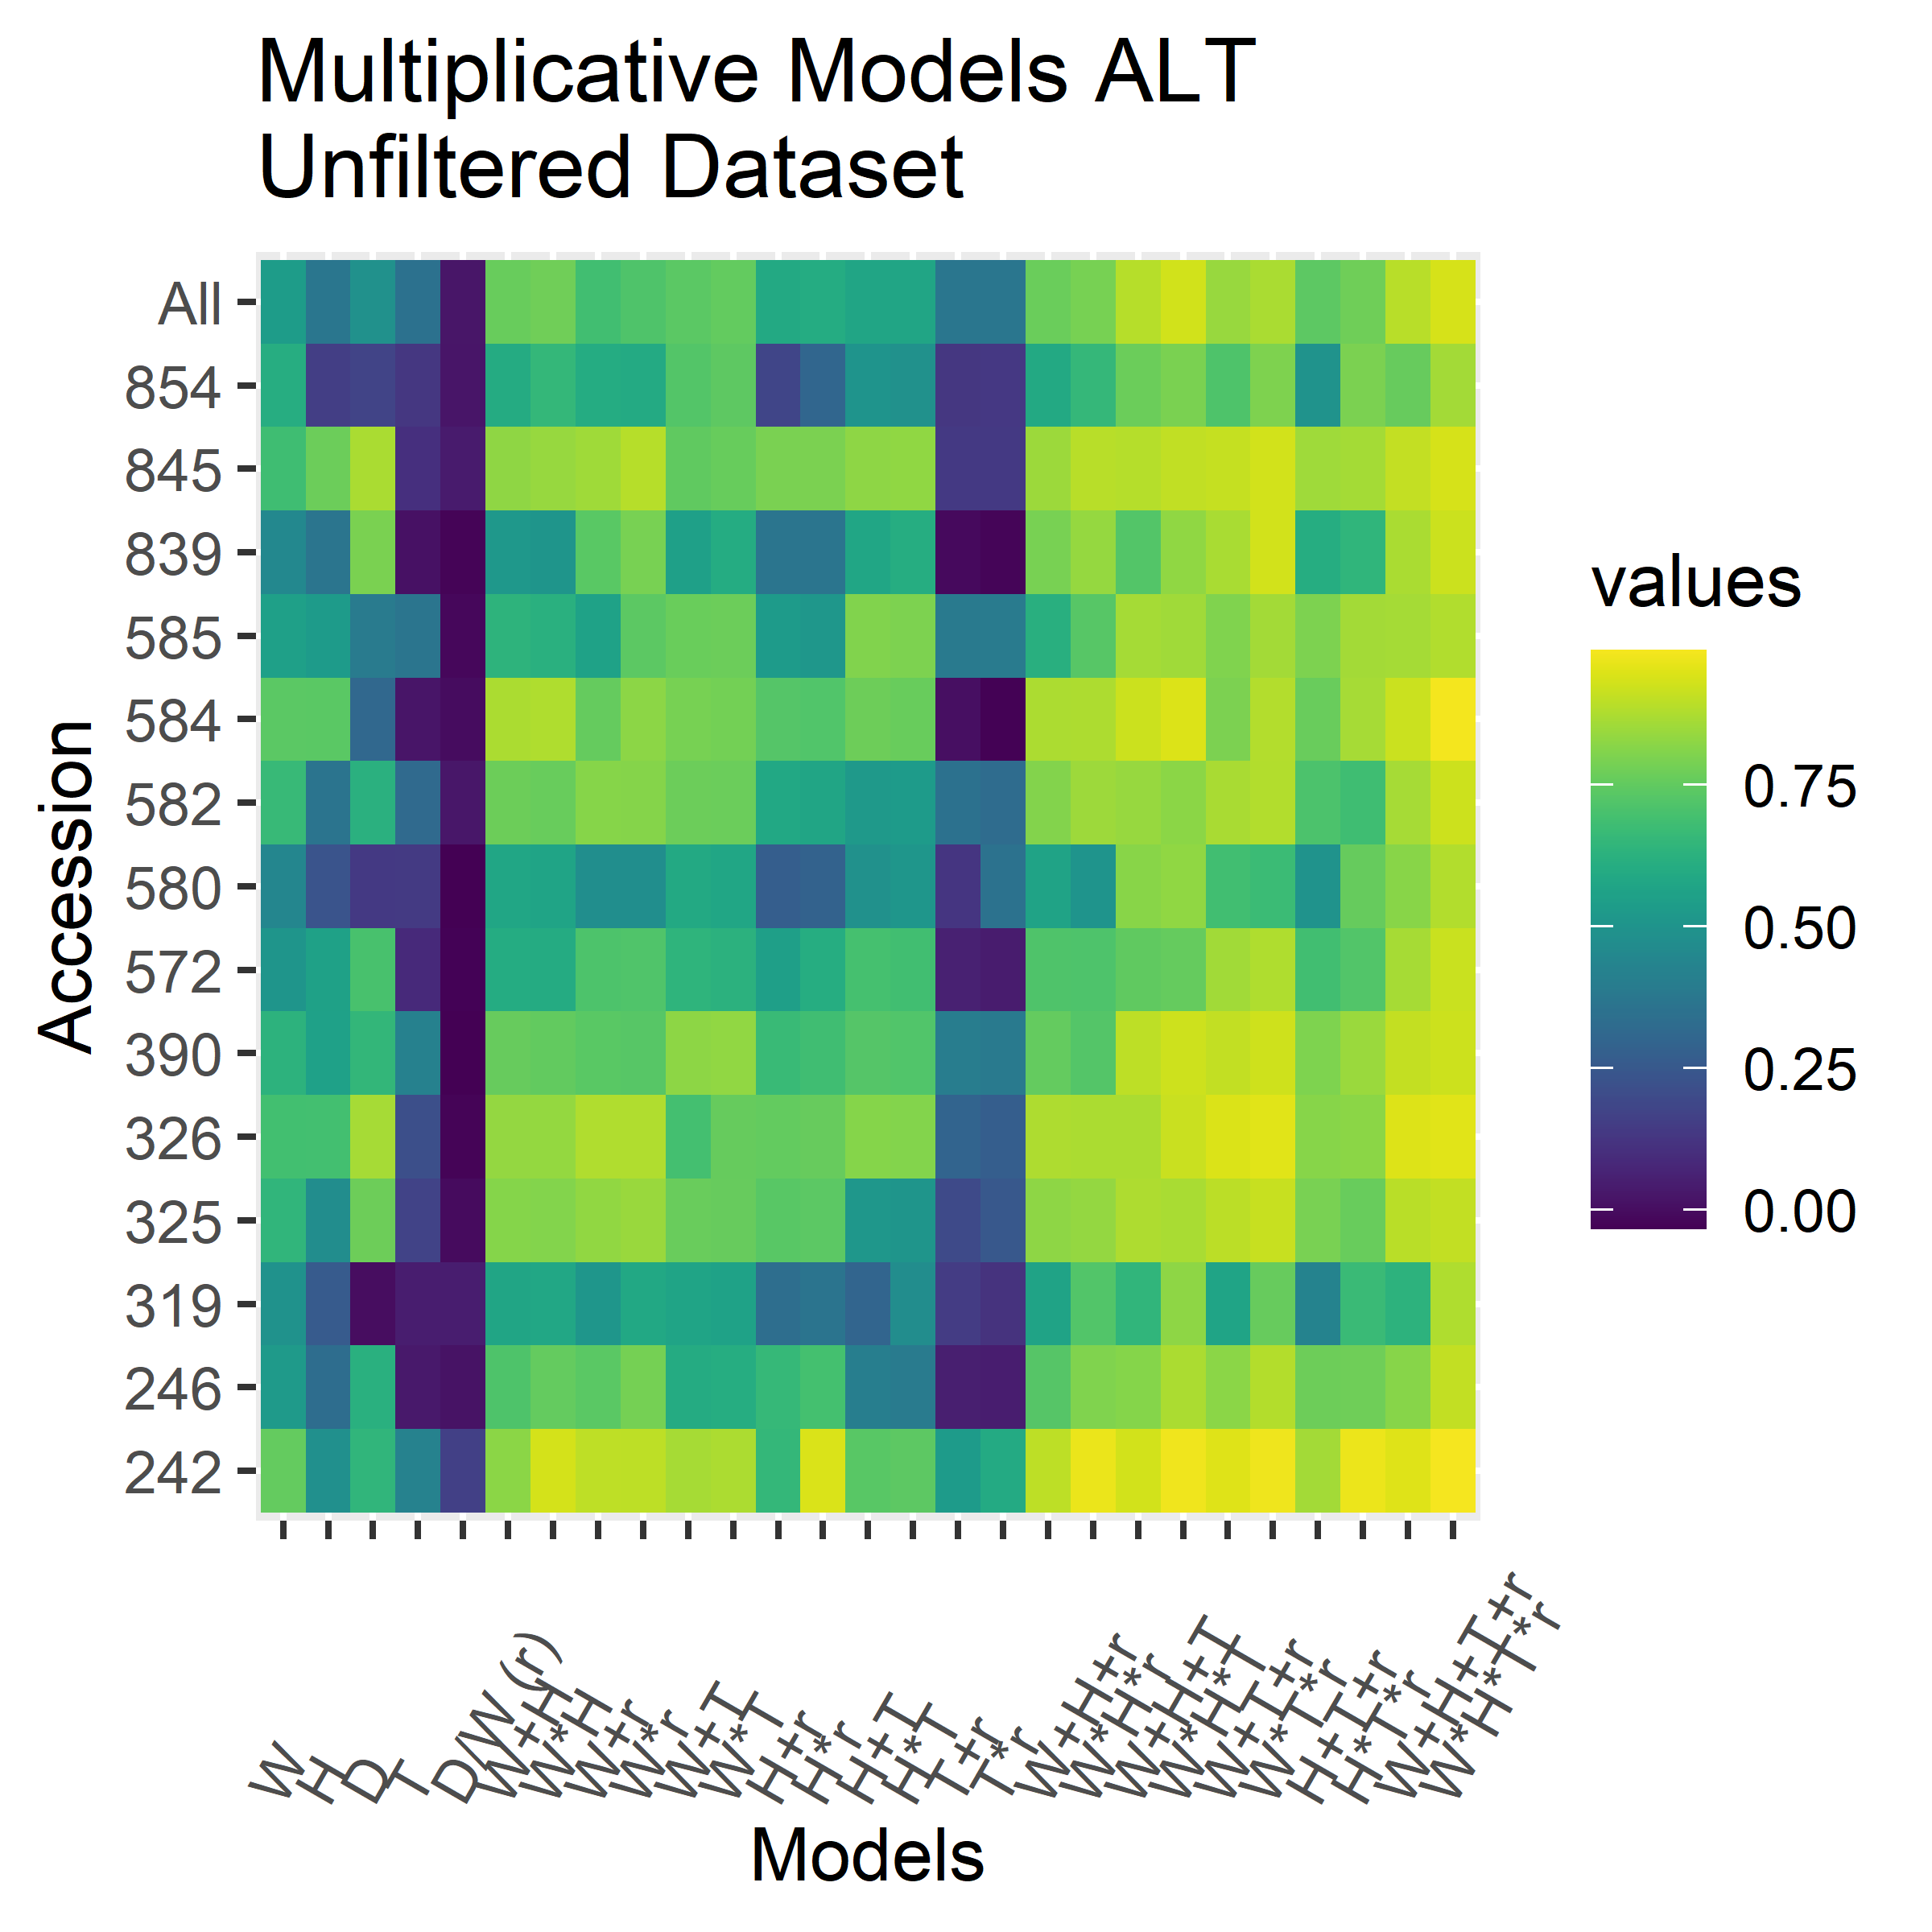 Multiplicative Models ALT
Unfiltered Dataset
All
854
845
839
585
584
582
580
572
390
326
325
319
246
242
Accession
values
0.75
0.50
0.25
0.00
W
H
D
T
D/W (r)
W+H
W*H
W+r
W*r
W+T
W*T
H+r
H*r
H+T
H*T
T+r
T*r
W+H+r
W*H*r
W+H+T
W*H*T
W+T+r
W*T*r
H+T+r
H*T*r
W+H+T+r
W*H*T*r
Models